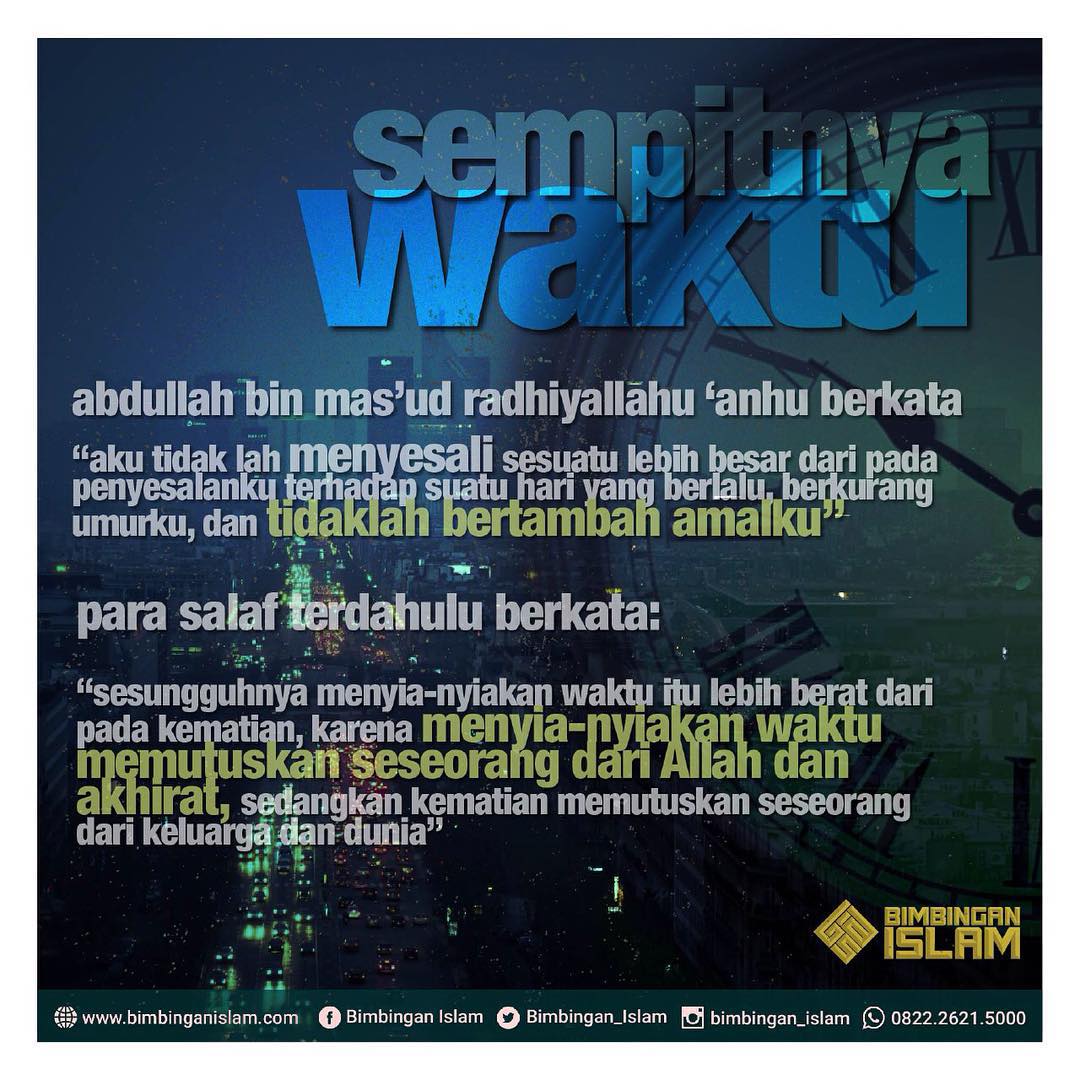 sempitnya
waktu
abdullah bin mas’ud radhiyallahu ‘anhu berkata
“aku tidak lah menyesali sesuatu lebih besar dari pada
penyesalanku terhadap suatu hari yang berlalu, berkurang
umurku, dan tidaklah bertambah amalku”
para salaf terdahulu berkata:
“sesungguhnya menyia-nyiakan waktu itu lebih berat dari
pada kematian, karena menyia-nyiakan waktu
memutuskan seseorang dari Allah dan
akhirat, sedangkan kematian memutuskan seseorang
dari keluarga dan dunia”
BIMBINGAN
ISLAM
www.bimbinganislam.com Bimbingan Islam Bimbingan_Islam bimbingan_islam 0822.2621.5000